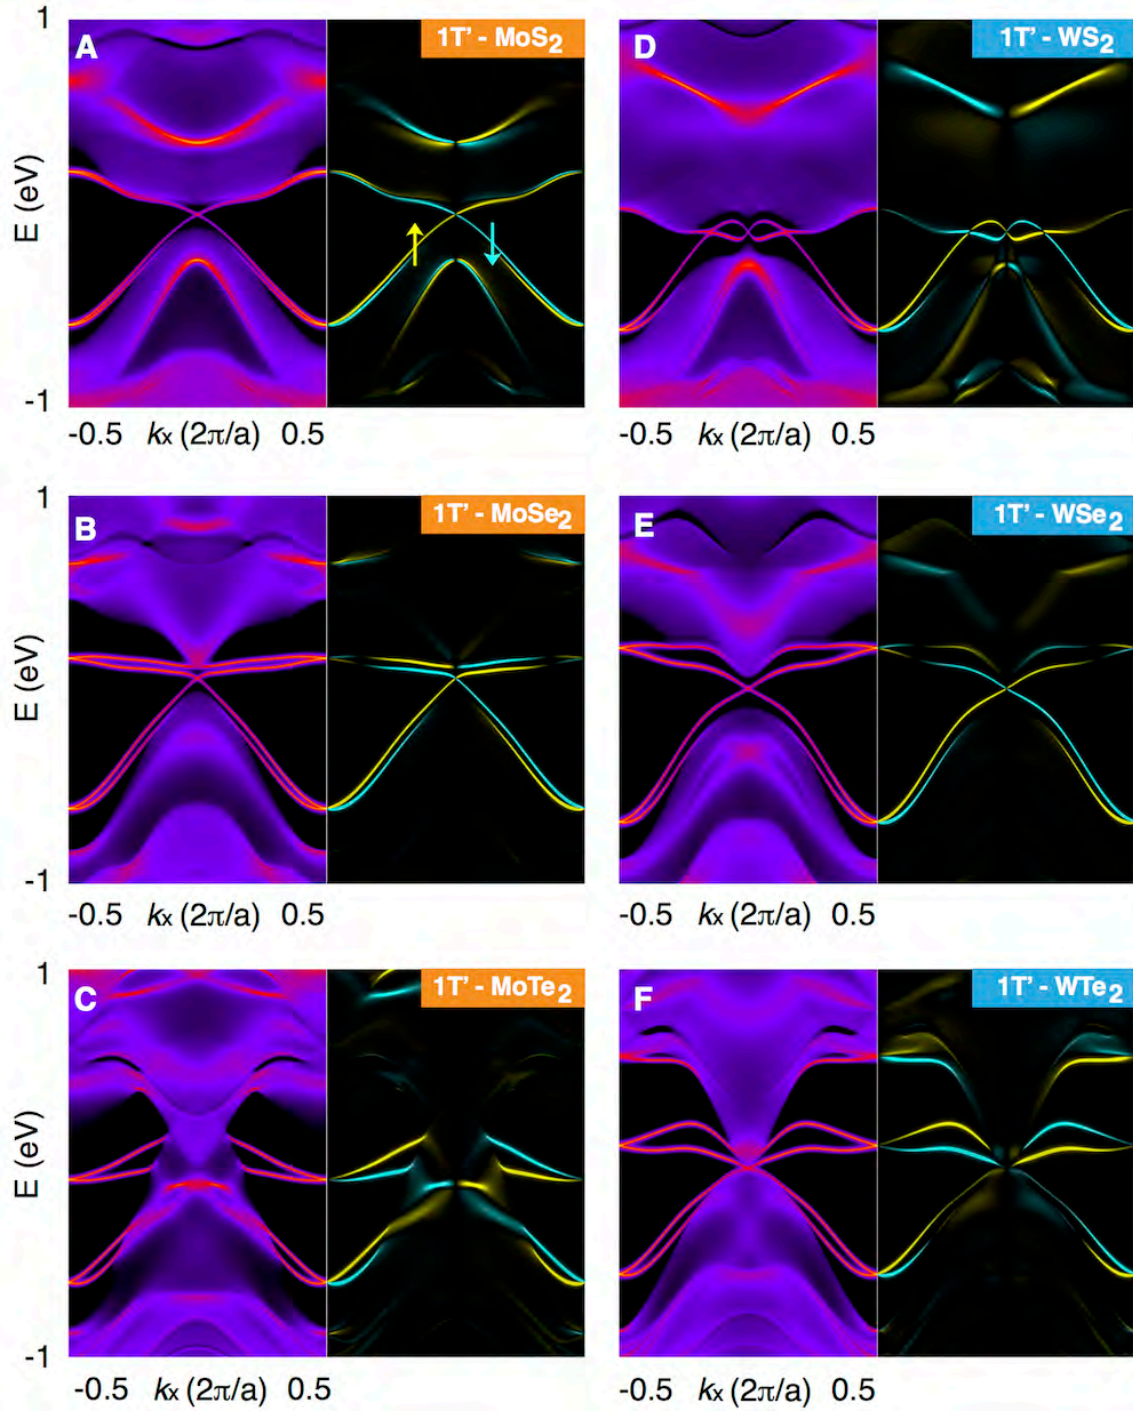 1
A
1T' - MoS2
D
1T' - WS2
E (eV)
-1
-0.5 kx (2π/a) 0.5
-0.5 kx (2π/a) 0.5
1
B
1T' - MoSe2
E
1T' - WSe2
E (eV)
-1
-0.5 kx (2π/a) 0.5
-0.5 kx (2π/a) 0.5
1
C
1T' - MoTe2
F
1T' - WTe2
E (eV)
-1
-0.5 kx (2π/a) 0.5
-0.5 kx (2π/a) 0.5